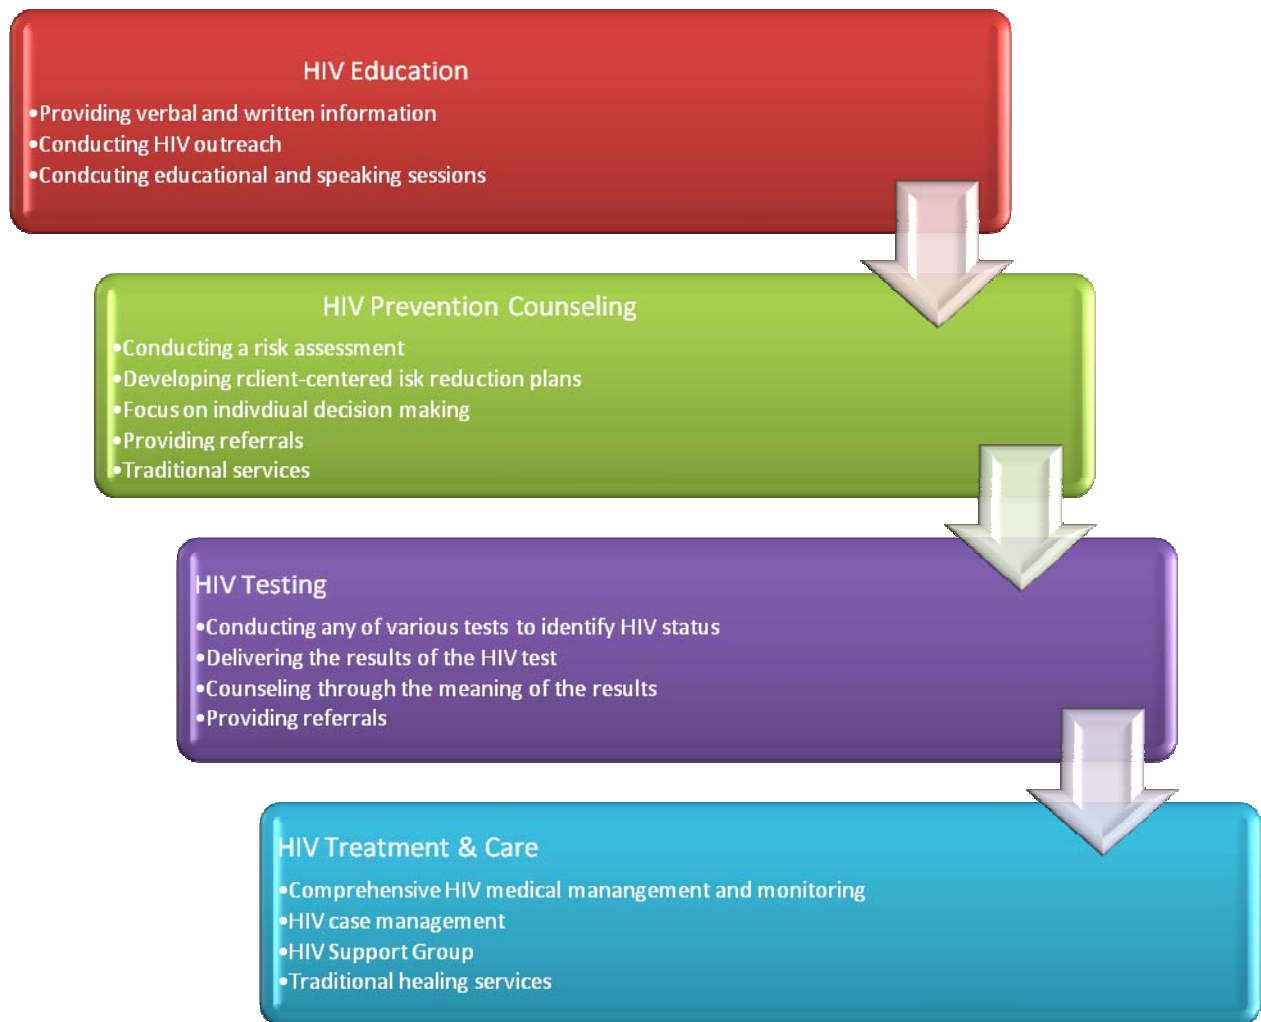 HIV Education
•Providing verbal and written information
•Conducting HIV outreach
•Condcuting educational and speaking sessions
HIV Prevention Counseling
•Conducting a risk assessment
•Developing rclient-centered isk reduction plans
•Focus on indivdiual decision making
•Providing referrals
•Traditional services
HIV Testing
•Conducting any of various tests to identify HIV status
•Delivering the results of the HIV test
•Counseling through the meaning of the results
•Providing referrals
HIV Treatment & Care
•Comprehensive HIV medical manangement and monitoring
•HIV case management
•HIV Support Group
•Traditional healing services